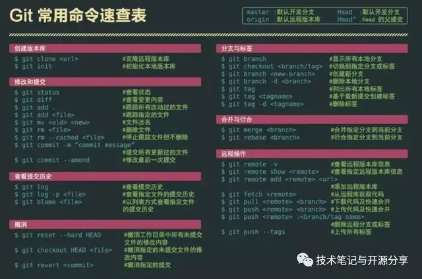 Git 常用命令速查表
master :默认开发分支
origin :默认远程版本库
Head :默认开发分支
Head^ :Head 的父提交
创建版本库
$ git clone <url> #克隆远程版本库
$ git init #初始化本地版本库
修改和提交
$ git status #查看状态
$ git diff #查看变更内容
$ git add . #跟踪所有改动过的文件
$ git add <file> #跟踪指定的文件
$ git mv <old> <new> #文件改名
$ git rm <file> #删除文件
$ git rm --cached <file> #停止跟踪文件但不删除
$ git commit -m "commit message"
#提交所有更新过的文件
$ git commit --amend #修改最后一次提交
查看提交历史
$ git log #查看提交历史
$ git log -p <file> #查看指定文件的提交历史
$ git blame <file> #以列表方式查看指定文件
的提交历史
撤消
$ git reset --hard HEAD #撤消工作目录中所有未提交
文件的修改内容
$ git checkout HEAD <file> #撤消指定的未提交文件的修
改内容
$ git revert <commit> #撤消指定的提交
分支与标签
$ git branch #显示所有本地分支
$ git checkout <branch/tag> #切换到指定分支或标签
$ git branch <new-branch> #创建新分支
$ git branch -d <branch> #删除本地分支
$ git tag #列出所有本地标签
$ git tag <tagname> #基于最新提交创建标签
$ git tag -d <tagname> #删除标签
合并与衍合
$ git merge <branch> #合并指定分支到当前分支
$ git rebase <branch> #衍合指定分支到当前分支
远程操作
$ git remote -v #查看远程版本库信息
$ git remote show <remote> #查看指定远程版本库信息
$ git remote add <remote> <url>
#添加远程版本库
$ git fetch <remote> #从远程库获取代码
$ git pull <remote> <branch> #下载代码及快速合并
$ git push <remote> <branch> #上传代码及快速合并
$ git push <remote> :<branch/tag-name>
#删除远程分支或标签
$ git push --tags #上传所有标签
技术笔记与开源分享